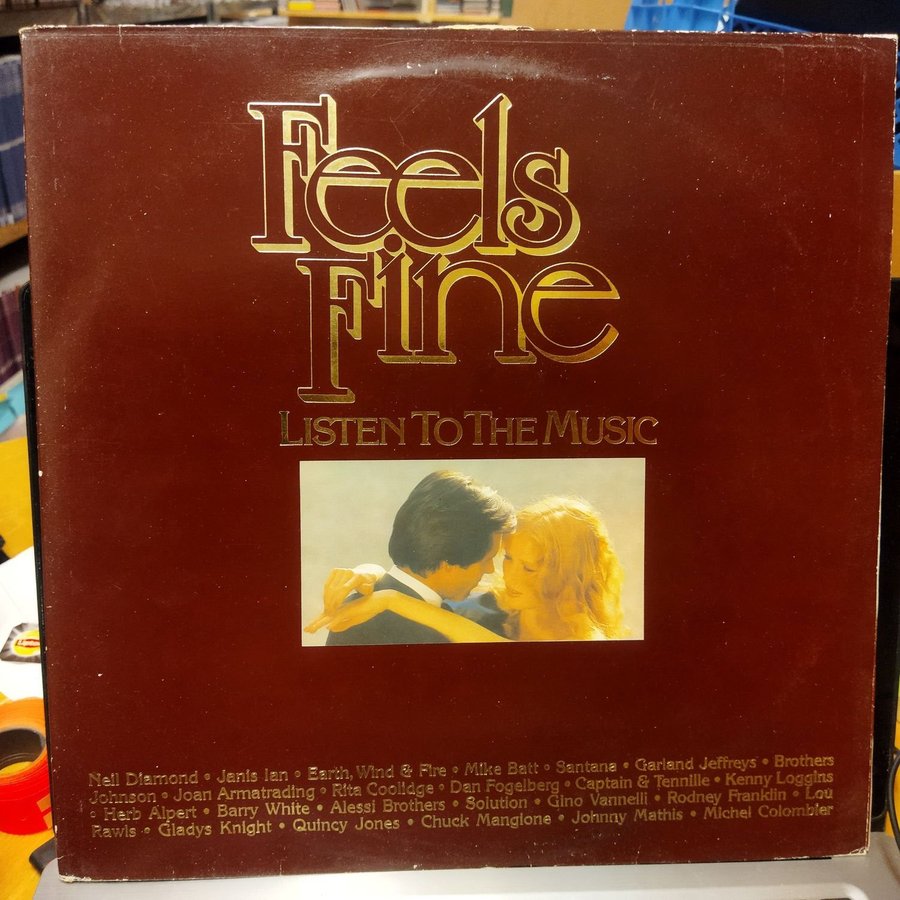 Feels
Fine
LISTEN TO THE MUSIC
Neil Diamond • Janis Ian • Earth, Wind & Fire • Mike Batt • Santana • Garland Jeffreys • Brothers
Johnson • Joan Armatrading • Rita Coolidge • Dan Fogelberg • Captain & Tennille • Kenny Loggins
• Herb Alpert • Barry White • Alessi Brothers • Solution • Gino Vannelli • Rodney Franklin • Lou
Rawls • Gladys Knight • Quincy Jones • Chuck Mangione • Johnny Mathis • Michel Colombier